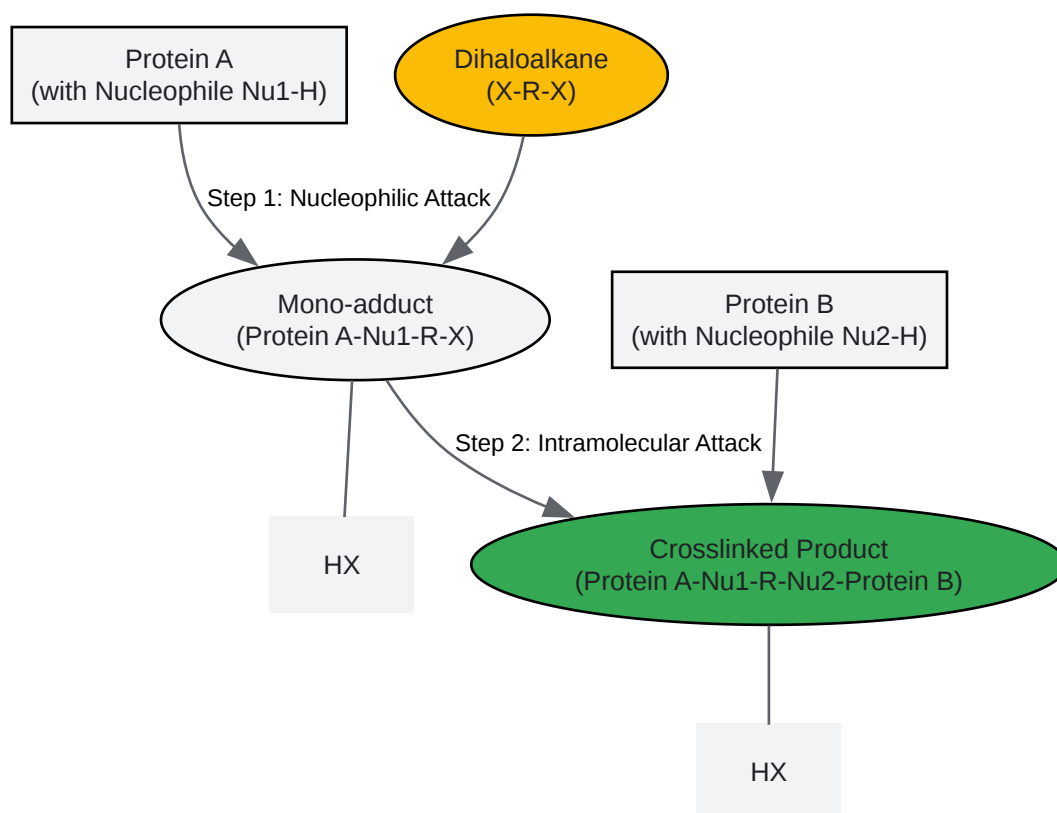 Protein A
(with Nucleophile Nu1-H)
Dihaloalkane
(X-R-X)
Step 1: Nucleophilic Attack
Mono-adduct
(Protein A-Nu1-R-X)
Protein B
(with Nucleophile Nu2-H)
Step 2: Intramolecular Attack
HX
Crosslinked Product
(Protein A-Nu1-R-Nu2-Protein B)
HX